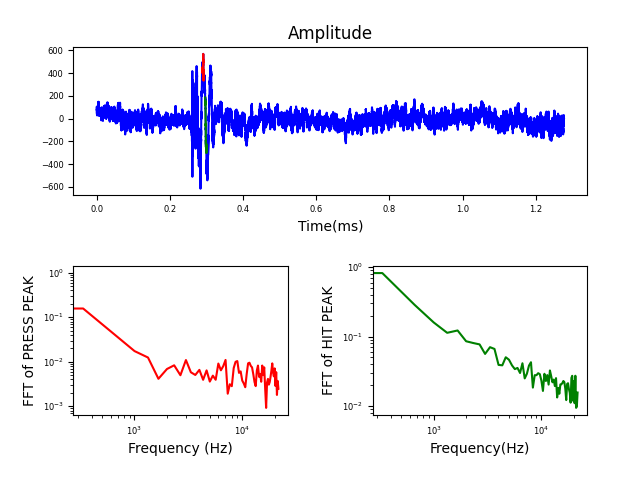 Amplitude
600
400
200
0
−200
−400
−600
0.0 0.2 0.4 0.6 0.8 1.0 1.2
Time(ms)
FFT of PRESS PEAK
10⁰
10⁻¹
10⁻²
10⁻³
10³ 10⁴
Frequency (Hz)
FFT of HIT PEAK
10⁰
10⁻¹
10⁻²
10³ 10⁴
Frequency(Hz)